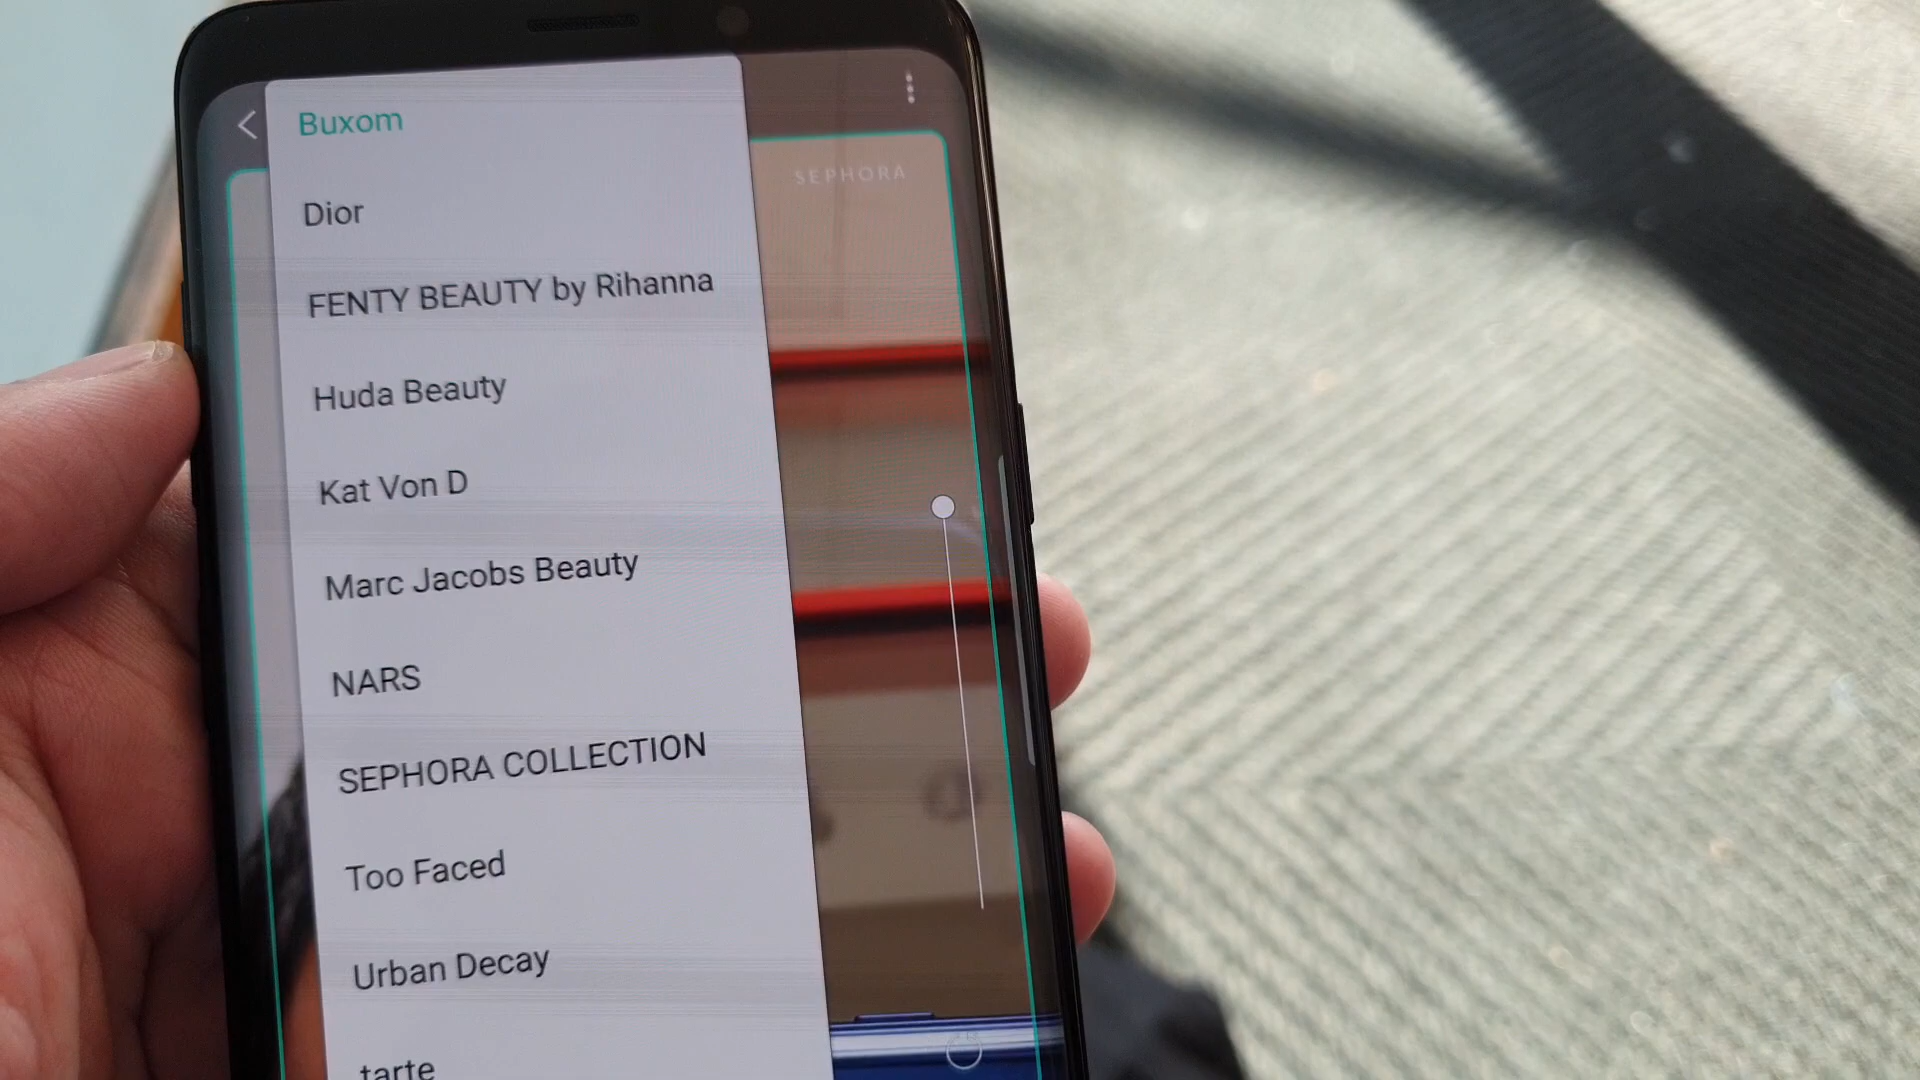 Buxom
SEPHORA
Dior
FENTY BEAUTY by Rihanna
Huda Beauty
Kat Von D
Marc Jacobs Beauty
NARS
SEPHORA COLLECTION
Too Faced
Urban Decay
tarte